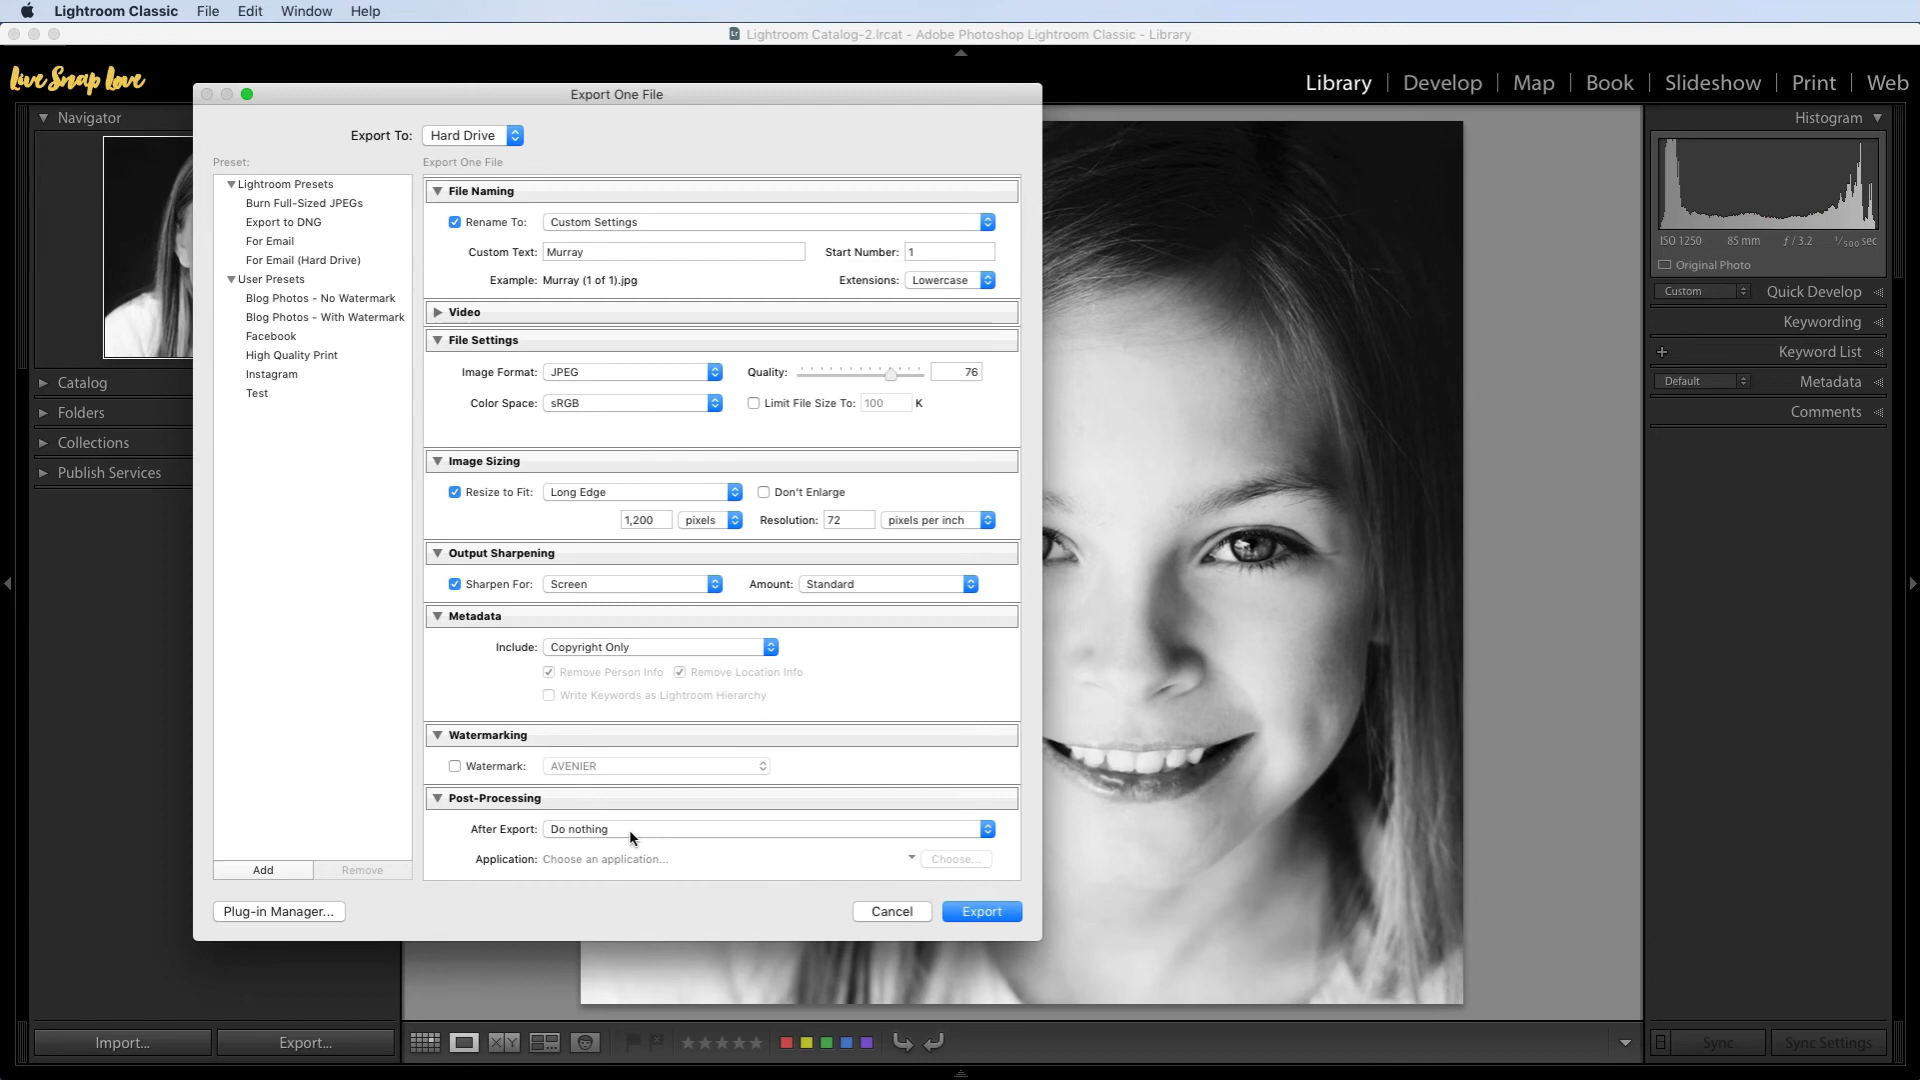 Lightroom Classic File Edit Window Help
Lr Lightroom Catalog-2.lrcat - Adobe Photoshop Lightroom Classic - Library
Live Snap Love
Library | Develop | Map | Book | Slideshow | Print | Web
Navigator
Catalog
Folders
Collections
Publish Services
Import...
Export...
Export One File
Export To: Hard Drive
Preset:
Lightroom Presets
Burn Full-Sized JPEGs
Export to DNG
For Email
For Email (Hard Drive)
User Presets
Blog Photos - No Watermark
Blog Photos - With Watermark
Facebook
High Quality Print
Instagram
Test
Add
Remove
Export One File
File Naming
Rename To: Custom Settings
Custom Text: Murray Start Number: 1
Example: Murray (1 of 1).jpg Extensions: Lowercase
Video
File Settings
Image Format: JPEG Quality: 76
Color Space: sRGB Limit File Size To: 100 K
Image Sizing
Resize to Fit: Long Edge Don't Enlarge
1,200 pixels Resolution: 72 pixels per inch
Output Sharpening
Sharpen For: Screen Amount: Standard
Metadata
Include: Copyright Only
Remove Person Info Remove Location Info
Write Keywords as Lightroom Hierarchy
Watermarking
Watermark: AVENIER
Post-Processing
After Export: Do nothing
Application: Choose an application... Choose...
Plug-in Manager...
Cancel
Export
Histogram
ISO 1250 85 mm ƒ / 3.2 1/500 sec
Original Photo
Custom Quick Develop
Keywording
+ Keyword List
Default Metadata
Comments
XY
Sync
Sync Settings